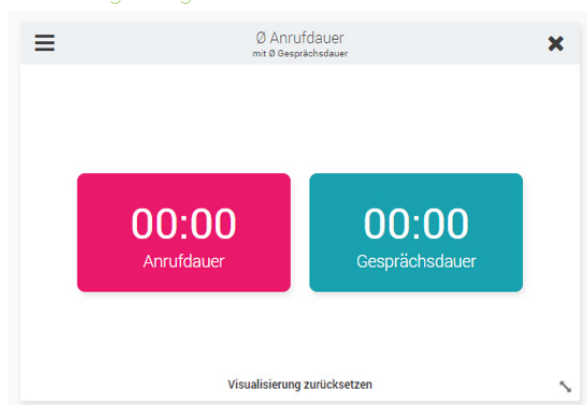 Ø Anrufdauer
mit Ø Gesprächsdauer
00:00
Anrufdauer
00:00
Gesprächsdauer
Visualisierung zurücksetzen